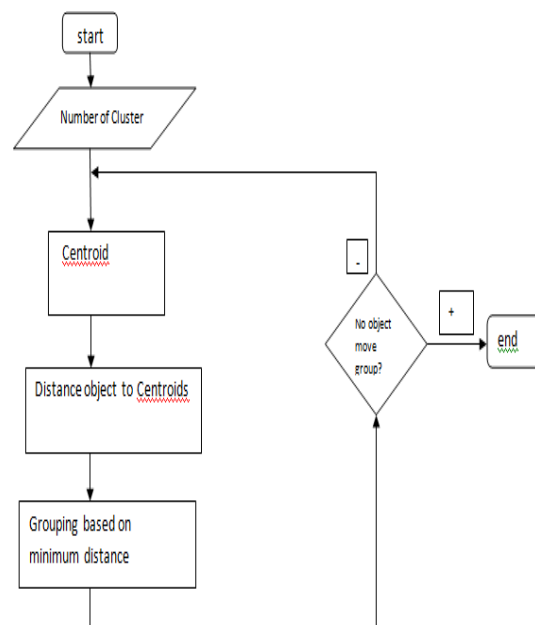 start
Number of Cluster
Centroid
Distance object to Centroids
Grouping based on
minimum distance
-
No object
move
group?
+
end